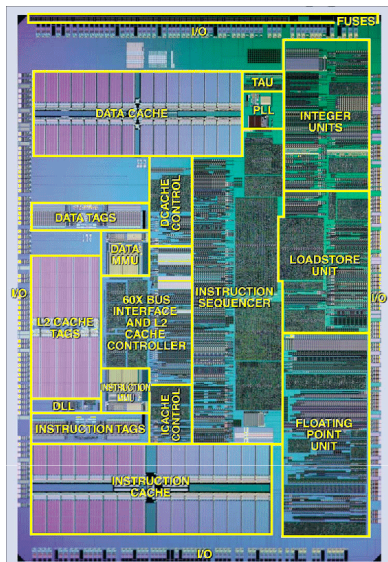 FUSES
I/O
TAU
PLL
DATA CACHE
INTEGER
UNITS
DATA TAGS
DCACHE
CONTROL
DATA
MMU
LOADSTORE
UNIT
I/O
L2 CACHE
TAGS
60X BUS
INTERFACE
AND L2
CACHE
CONTROLLER
INSTRUCTION
SEQUENCER
I/O
INSTRUCTION
MMU
DLL
ICACHE
CONTROL
INSTRUCTION TAGS
FLOATING
POINT
UNIT
INSTRUCTION
CACHE
I/O